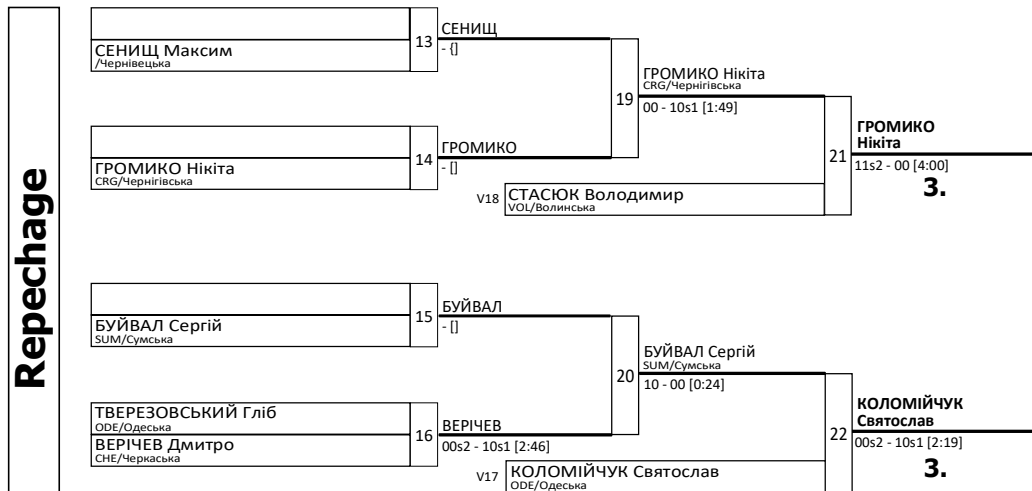 Repechage
СЕНИЩ Максим
/Чернівецька
13
СЕНИЩ
- {]
ГРОМИКО Нікіта
CRG/Чернігівська
14
ГРОМИКО
- []
19
ГРОМИКО Нікіта
CRG/Чернігівська
00 - 10s1 [1:49]
V18
СТАСЮК Володимир
VOL/Волинська
21
ГРОМИКО
Нікіта
11s2 - 00 [4:00]
3.
БУЙВАЛ Сергій
SUM/Сумська
15
БУЙВАЛ
- []
ТВЕРЕЗОВСЬКИЙ Гліб
ODE/Одеська
ВЕРІЧЕВ Дмитро
CHE/Черкаська
16
ВЕРІЧЕВ
00s2 - 10s1 [2:46]
20
БУЙВАЛ Сергій
SUM/Сумська
10 - 00 [0:24]
V17
КОЛОМІЙЧУК Святослав
ODE/Одеська
22
КОЛОМІЙЧУК
Святослав
00s2 - 10s1 [2:19]
3.